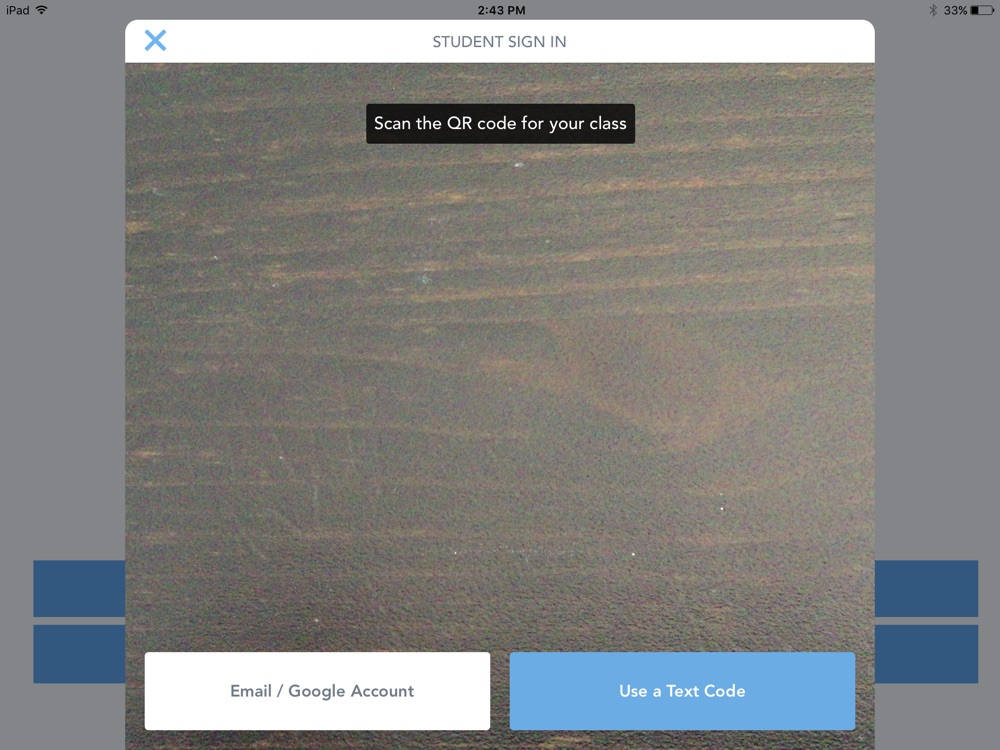 iPad 2:43 PM 33%
STUDENT SIGN IN
Scan the QR code for your class
Email / Google Account Use a Text Code